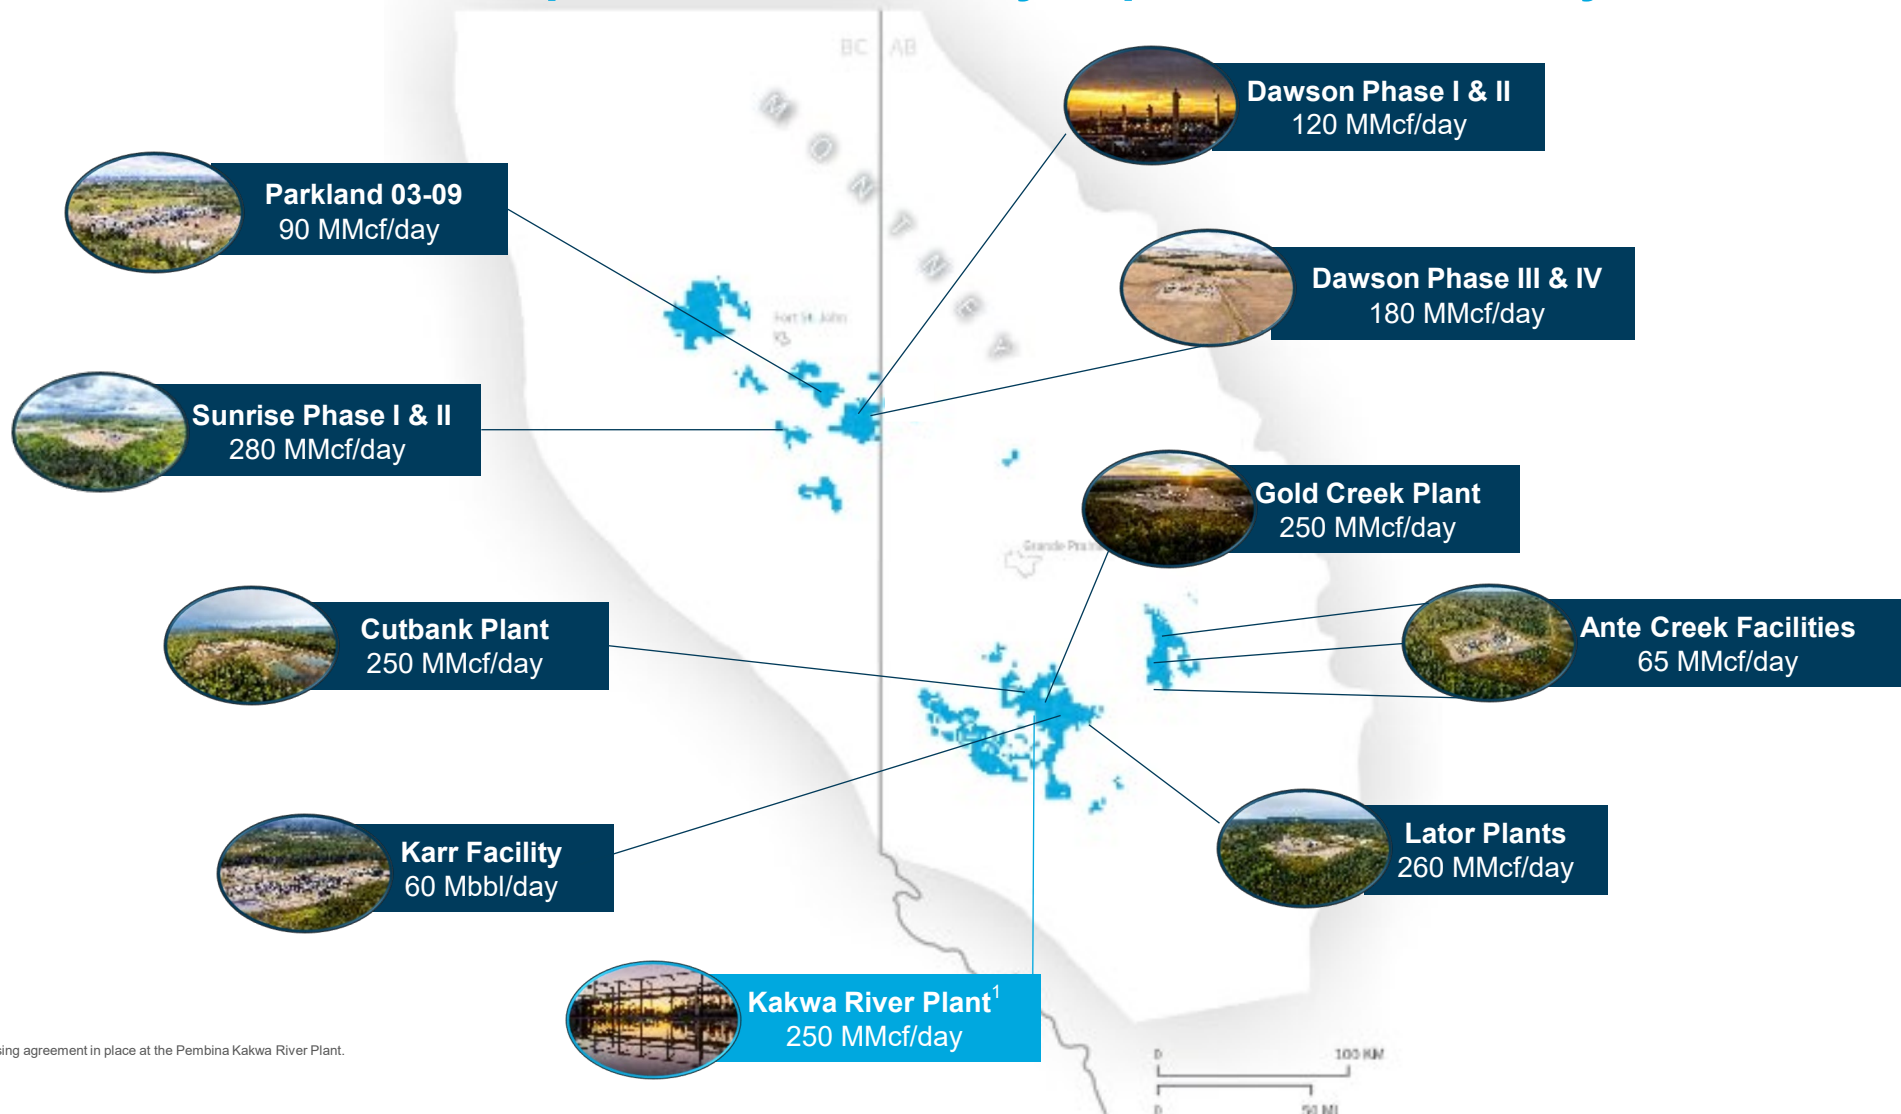 BC AB
MONTNEY
Dawson Phase I & II
120 MMcf/day
Parkland 03-09
90 MMcf/day
Dawson Phase III & IV
180 MMcf/day
Fort St. John
Sunrise Phase I & II
280 MMcf/day
Gold Creek Plant
250 MMcf/day
Grande
Cutbank Plant
250 MMcf/day
Ante Creek Facilities
65 MMcf/day
Karr Facility
60 Mbbl/day
Lator Plants
260 MMcf/day
Kakwa River Plant¹
250 MMcf/day
sing agreement in place at the Pembina Kakwa River Plant.
0 100 KM
0 50 MI